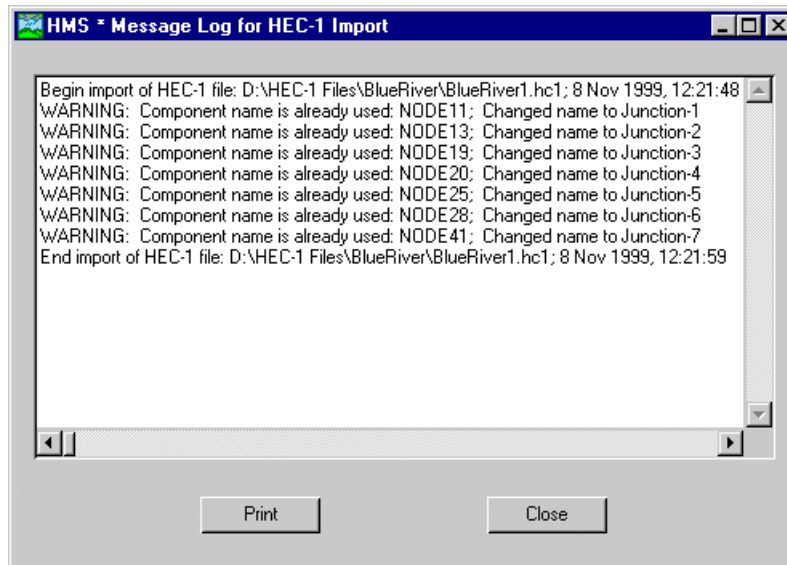 HMS * Message Log for HEC-1 Import
Begin import of HEC-1 file: D:\HEC-1 Files\BlueRiver\BlueRiver1.hc1; 8 Nov 1999, 12:21:48
WARNING:  Component name is already used: NODE11;  Changed name to Junction-1
WARNING:  Component name is already used: NODE13;  Changed name to Junction-2
WARNING:  Component name is already used: NODE19;  Changed name to Junction-3
WARNING:  Component name is already used: NODE20;  Changed name to Junction-4
WARNING:  Component name is already used: NODE25;  Changed name to Junction-5
WARNING:  Component name is already used: NODE28;  Changed name to Junction-6
WARNING:  Component name is already used: NODE41;  Changed name to Junction-7
End import of HEC-1 file: D:\HEC-1 Files\BlueRiver\BlueRiver1.hc1; 8 Nov 1999, 12:21:59
Print Close